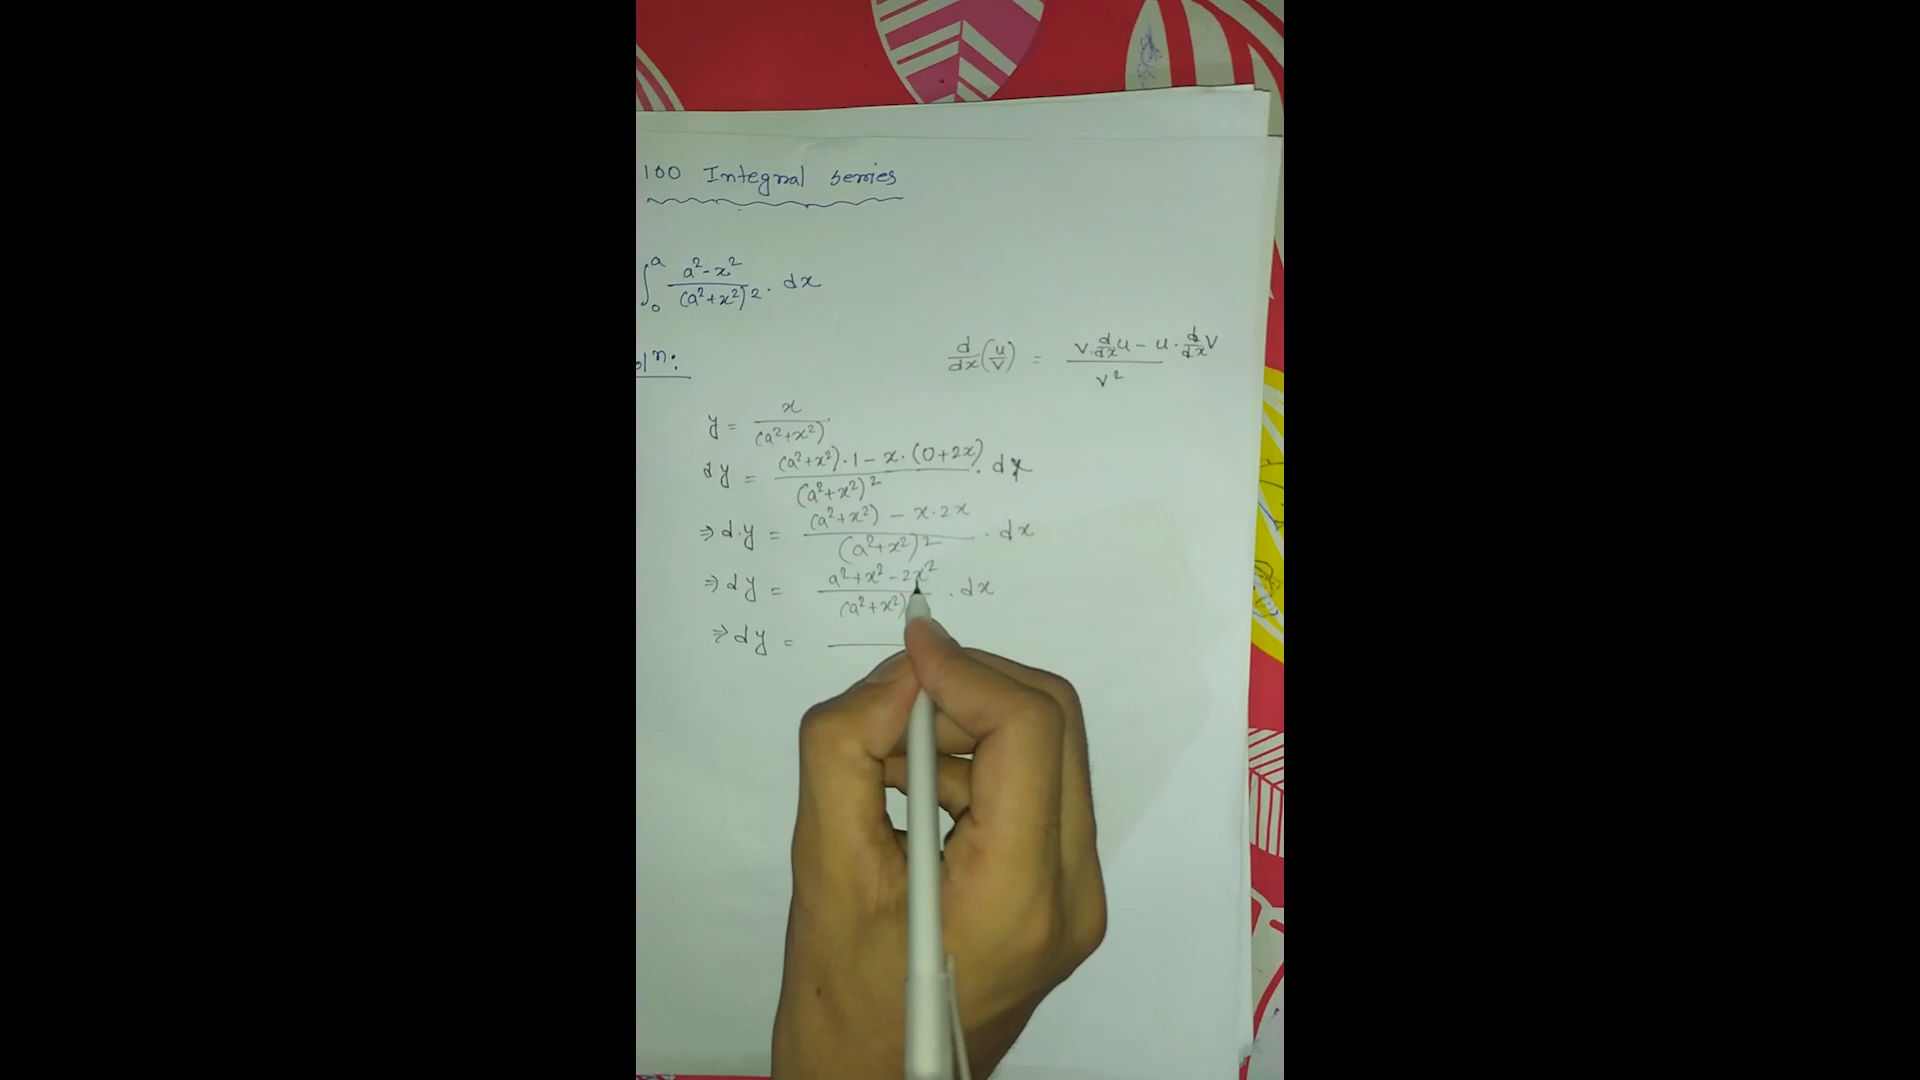 100 Integral series
∫₀ᵃ (a²-x²)/(a²+x²)² . dx
d/dx(u/v) = (v.d/dx u - u.d/dx v)/v²
olⁿ:
y = x/(a²+x²)
dy = ((a²+x²).1 - x.(0+2x))/(a²+x²)² . dx
⇒ d.y = ((a²+x²) - x.2x)/(a²+x²)² . dx
⇒ dy = (a²+x²-2x²)/(a²+x²) . dx
⇒ dy =